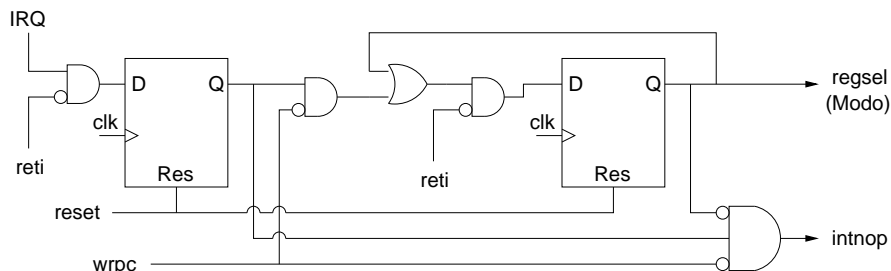 IRQ
D
Q
clk
Res
reti
D
Q
clk
Res
reti
regsel
(Modo)
reset
intnop
wrpc